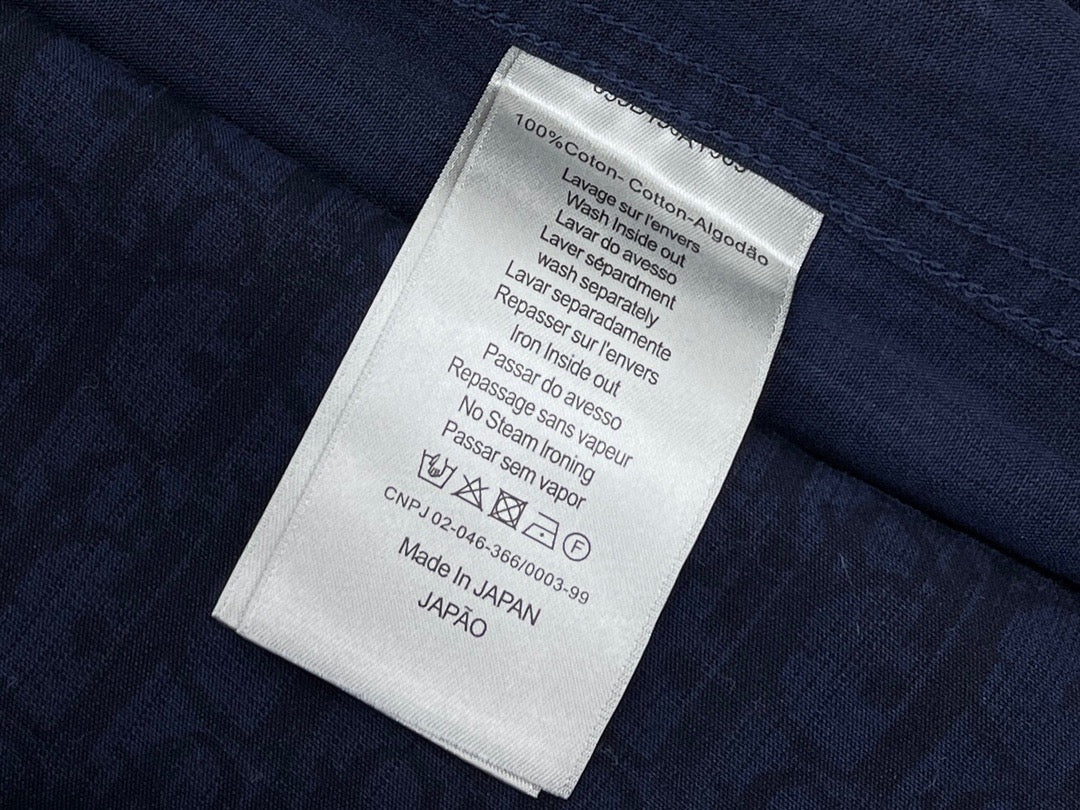 100%Coton- Cotton-Algodão
Lavage sur l'envers
Wash Inside out
Lavar do avesso
Laver sépardment
wash separately
Lavar separadamente
Repasser sur l'envers
Iron Inside out
Passar do avesso
Repassage sans vapeur
No Steam Ironing
Passar sem vapor
F
CNPJ 02-046-366/0003-99
Made In JAPAN
JAPÃO